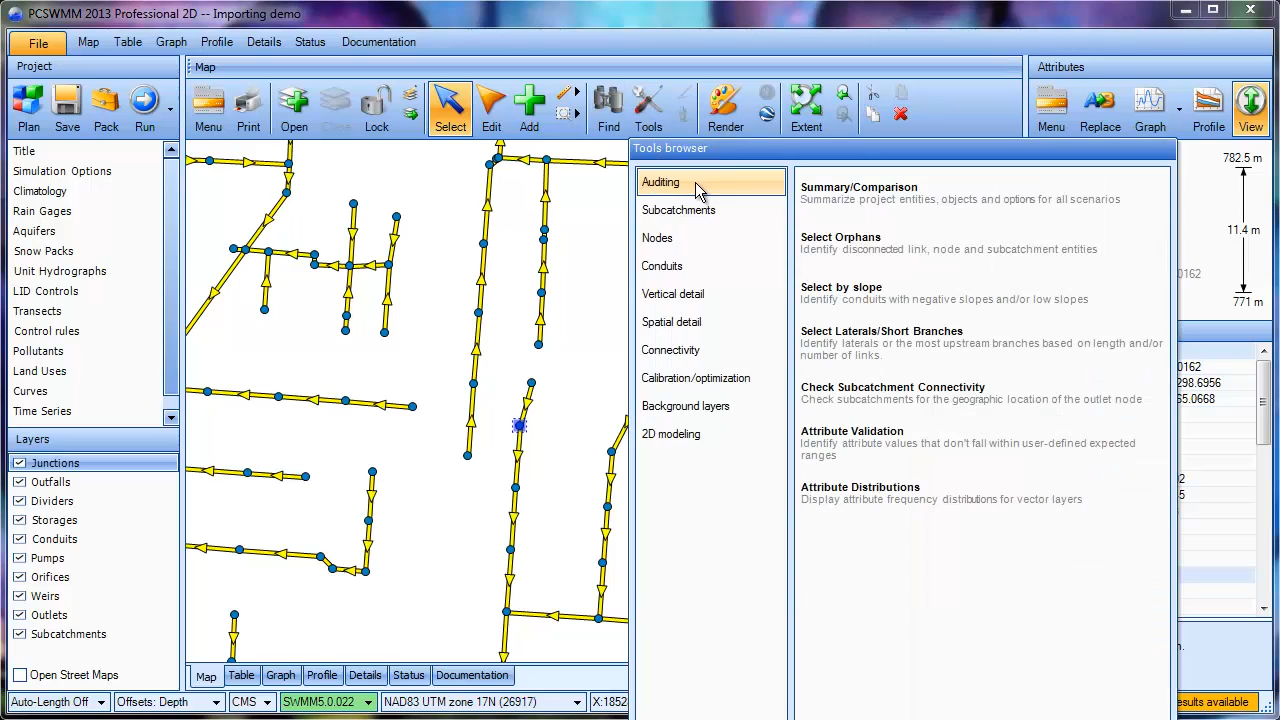 PCSWMM 2013 Professional 2D -- Importing demo
File Map Table Graph Profile Details Status Documentation
Project
Map
Attributes
Plan Save Pack Run
Menu Print Open Close Lock Select Edit Add Find Tools Render Extent
Menu Replace Graph Profile View
Title
Simulation Options
Climatology
Rain Gages
Aquifers
Snow Packs
Unit Hydrographs
LID Controls
Transects
Control rules
Pollutants
Land Uses
Curves
Time Series
Layers
Junctions
Outfalls
Dividers
Storages
Conduits
Pumps
Orifices
Weirs
Outlets
Subcatchments
Open Street Maps
Tools browser
Auditing
Subcatchments
Nodes
Conduits
Vertical detail
Spatial detail
Connectivity
Calibration/optimization
Background layers
2D modeling
Summary/Comparison
Summarize project entities, objects and options for all scenarios
Select Orphans
Identify disconnected link, node and subcatchment entities
Select by slope
Identify conduits with negative slopes and/or low slopes
Select Laterals/Short Branches
Identify laterals or the most upstream branches based on length and/or
number of links.
Check Subcatchment Connectivity
Check subcatchments for the geographic location of the outlet node
Attribute Validation
Identify attribute values that don't fall within user-defined expected
ranges
Attribute Distributions
Display attribute frequency distributions for vector layers
782.5 m
11.4 m
0162
771 m
0162
298.6956
65.0668
2
5
n.
Map Table Graph Profile Details Status Documentation
Auto-Length Off Offsets: Depth CMS SWMM5.0.022 NAD83 UTM zone 17N (26917) X:1852
esults available